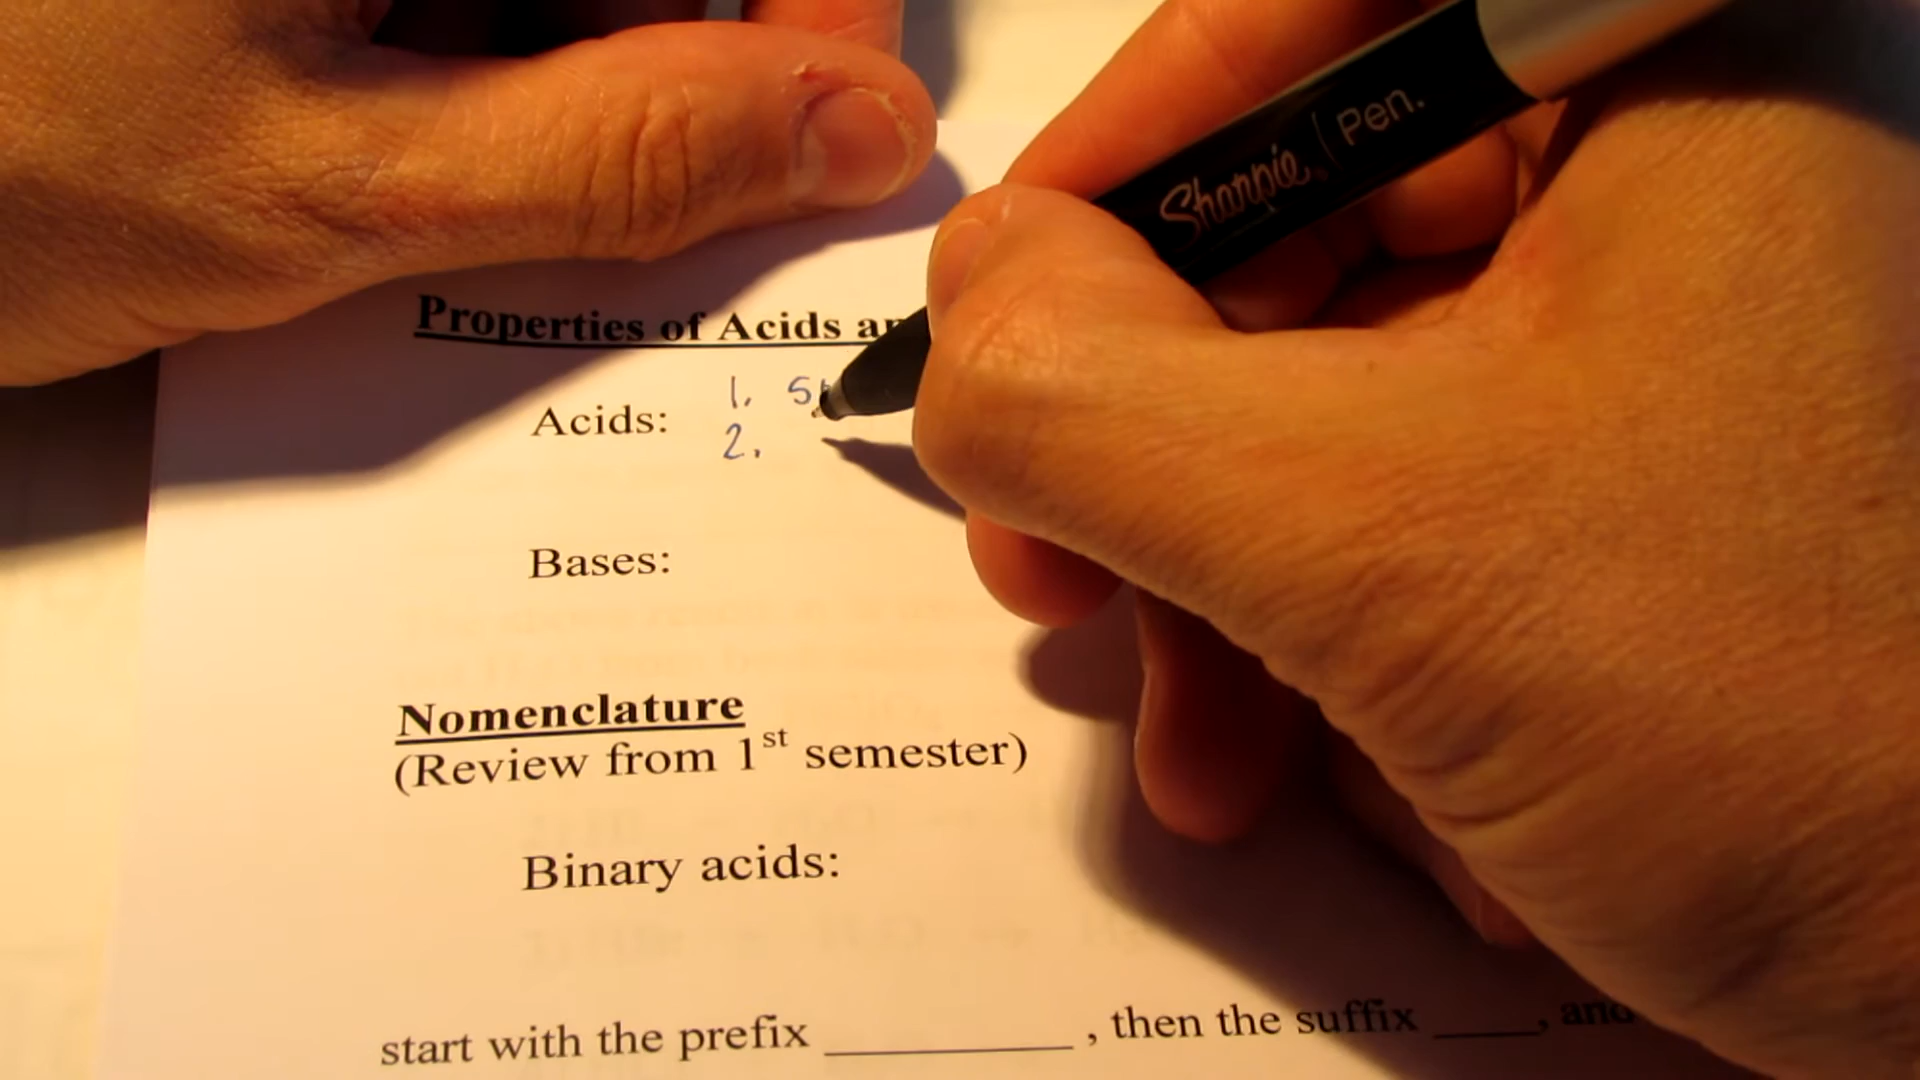 Sharpie. Pen.
Properties of Acids
1. S
Acids:
2.
Bases:
Nomenclature
(Review from 1st semester)
Binary acids:
start with the prefix __________ , then the suffix ____, and